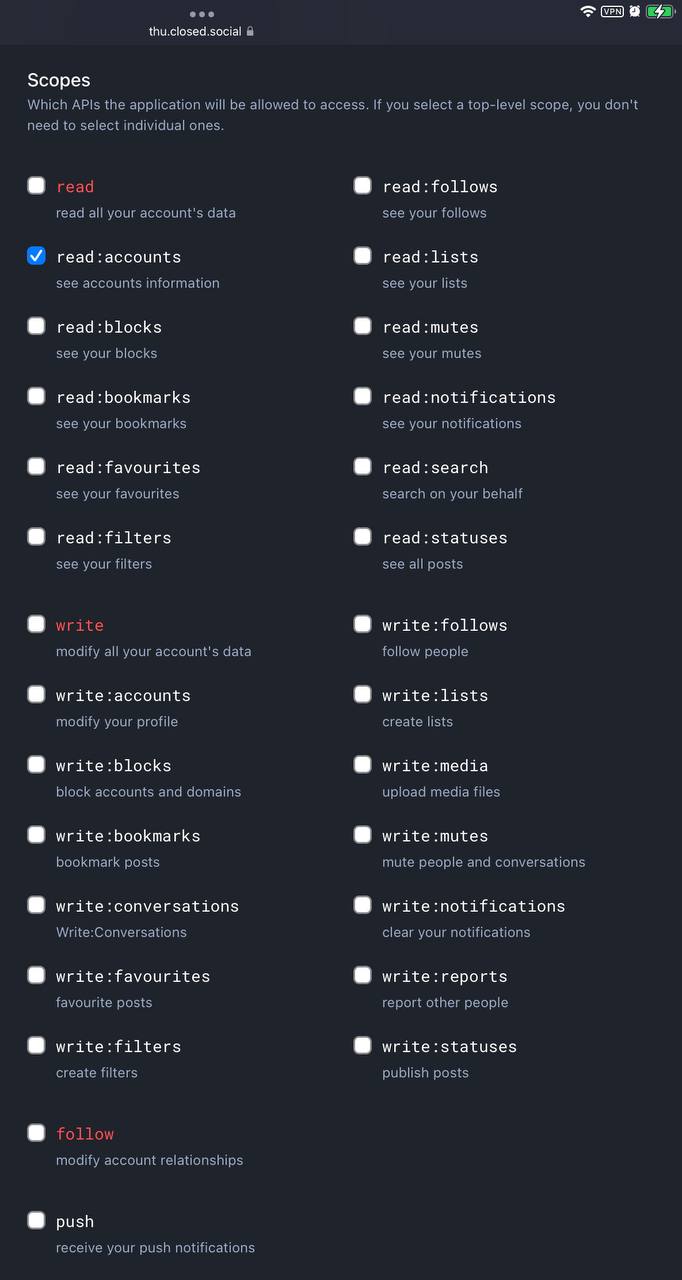 VPN
thu.closed.social
Scopes
Which APIs the application will be allowed to access. If you select a top-level scope, you don't
need to select individual ones.
read
read all your account's data
read:follows
see your follows
read:accounts
see accounts information
read:lists
see your lists
read:blocks
see your blocks
read:mutes
see your mutes
read:bookmarks
see your bookmarks
read:notifications
see your notifications
read:favourites
see your favourites
read:search
search on your behalf
read:filters
see your filters
read:statuses
see all posts
write
modify all your account's data
write:follows
follow people
write:accounts
modify your profile
write:lists
create lists
write:blocks
block accounts and domains
write:media
upload media files
write:bookmarks
bookmark posts
write:mutes
mute people and conversations
write:conversations
Write:Conversations
write:notifications
clear your notifications
write:favourites
favourite posts
write:reports
report other people
write:filters
create filters
write:statuses
publish posts
follow
modify account relationships
push
receive your push notifications